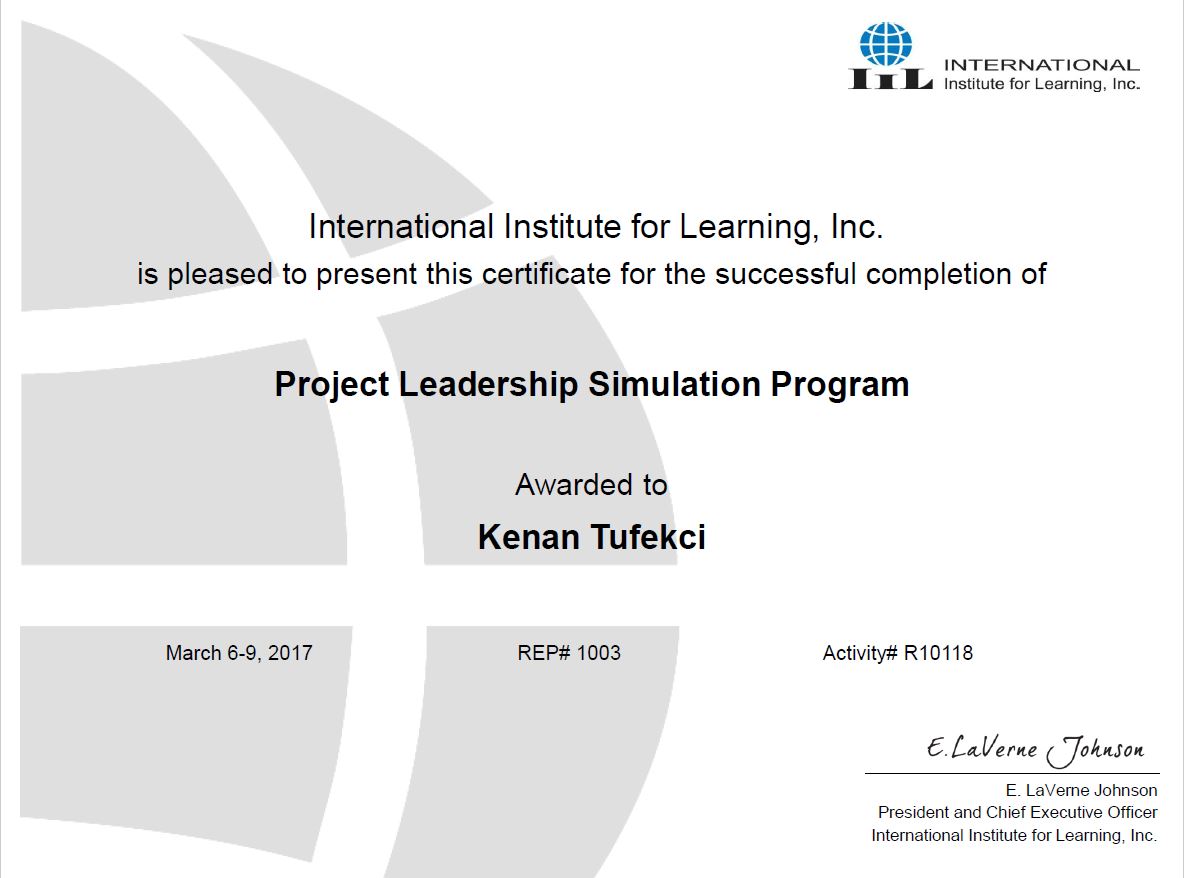 IIL INTERNATIONAL
Institute for Learning, Inc.
International Institute for Learning, Inc.
is pleased to present this certificate for the successful completion of
Project Leadership Simulation Program
Awarded to
Kenan Tufekci
March 6-9, 2017 REP# 1003 Activity# R10118
E. LaVerne Johnson
E. LaVerne Johnson
President and Chief Executive Officer
International Institute for Learning, Inc.